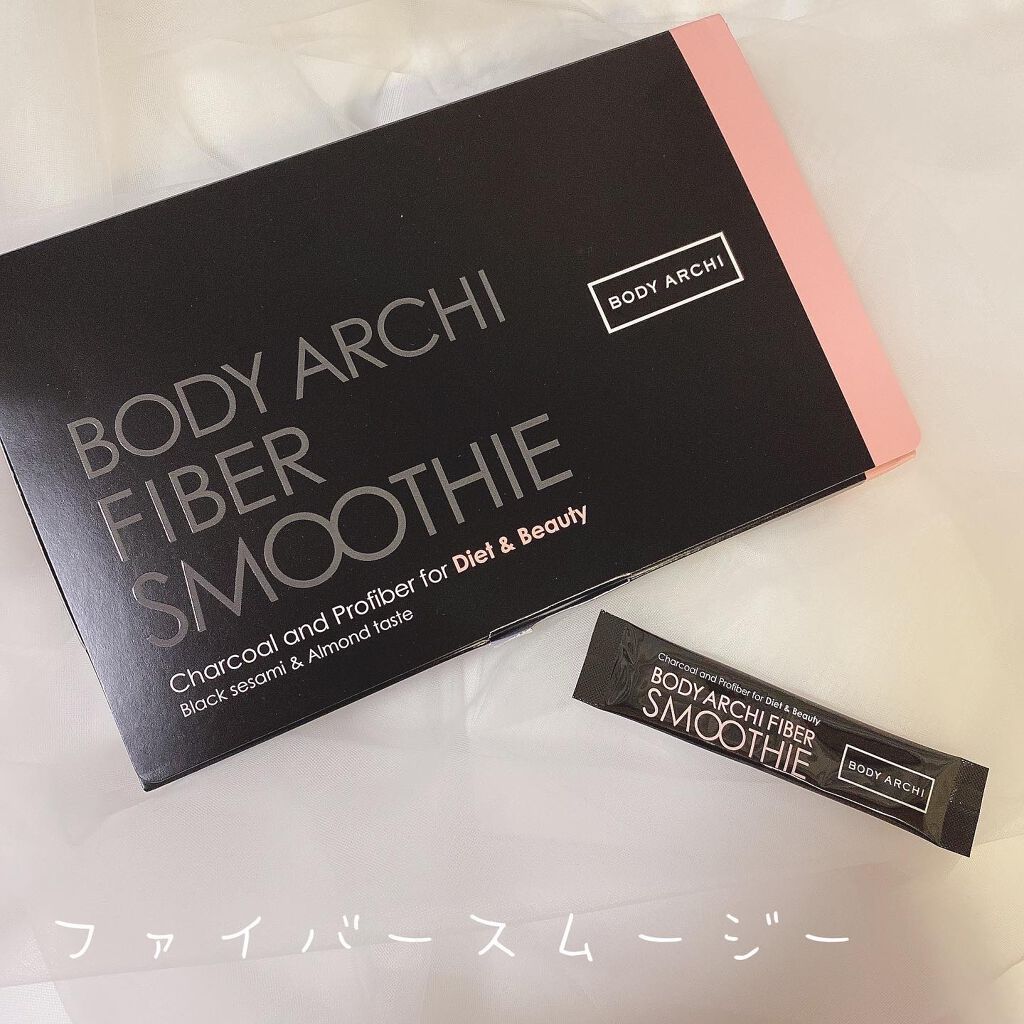 BODY ARCHI
FIBER
SMOOTHIE
Charcoal and Profiber for Diet & Beauty
Black sesami & Almond taste
BODY ARCHI
Charcoal and Profiber for Diet & Beauty
BODY ARCHI FIBER
SMOOTHIE
BODY ARCHI
ファイバースムージー